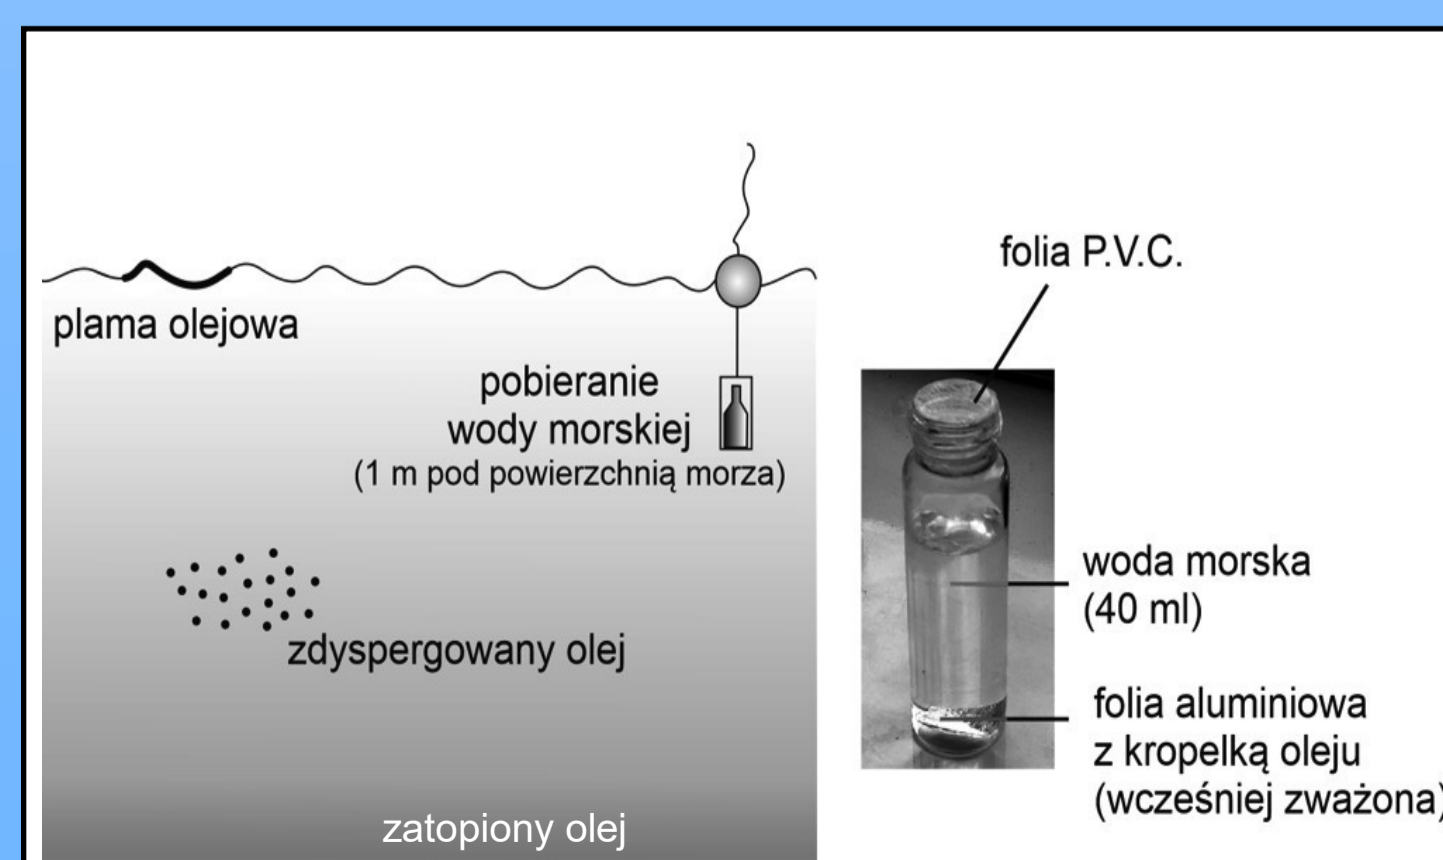 plama olejowa
pobieranie
wody morskiej
(1 m pod powierzchnią morza)
zdyspergowany olej
zatopiony olej
folia P.V.C.
woda morska
(40 ml)
folia aluminiowa
z kropelką oleju
(wcześniej zważona)